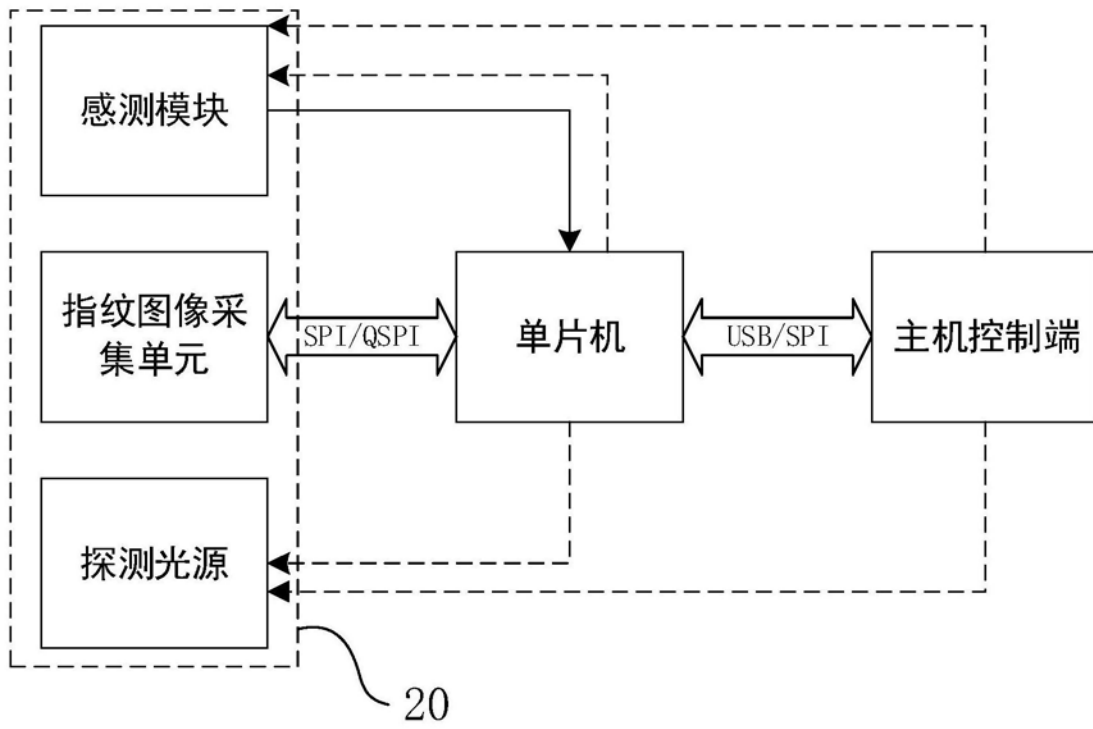 感测模块
指纹图像采
集单元
SPI/QSPI
单片机
USB/SPI
主机控制端
探测光源
20